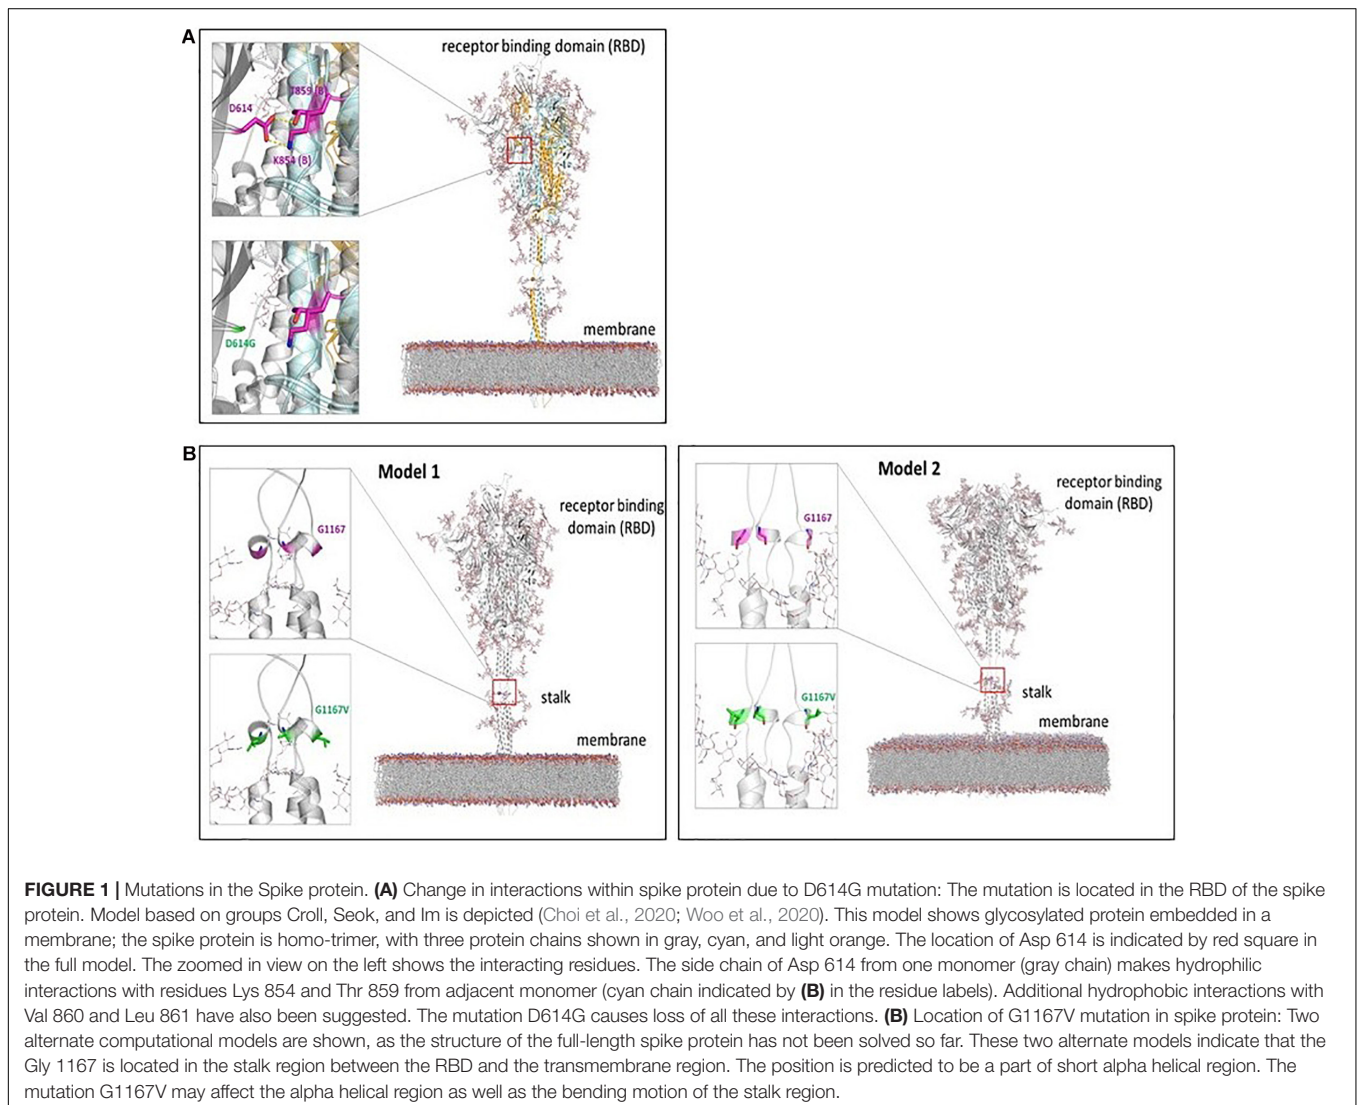 A
receptor binding domain (RBD)
T859 (B)
D614
K854 (B)
D614G
membrane
B
Model 1
G1167
receptor binding
domain (RBD)
G1167V
stalk
membrane
Model 2
G1167
receptor binding
domain (RBD)
G1167V
stalk
membrane
FIGURE 1 | Mutations in the Spike protein. (A) Change in interactions within spike protein due to D614G mutation: The mutation is located in the RBD of the spike
protein. Model based on groups Croll, Seok, and Im is depicted (Choi et al., 2020; Woo et al., 2020). This model shows glycosylated protein embedded in a
membrane; the spike protein is homo-trimer, with three protein chains shown in gray, cyan, and light orange. The location of Asp 614 is indicated by red square in
the full model. The zoomed in view on the left shows the interacting residues. The side chain of Asp 614 from one monomer (gray chain) makes hydrophilic
interactions with residues Lys 854 and Thr 859 from adjacent monomer (cyan chain indicated by (B) in the residue labels). Additional hydrophobic interactions with
Val 860 and Leu 861 have also been suggested. The mutation D614G causes loss of all these interactions. (B) Location of G1167V mutation in spike protein: Two
alternate computational models are shown, as the structure of the full-length spike protein has not been solved so far. These two alternate models indicate that the
Gly 1167 is located in the stalk region between the RBD and the transmembrane region. The position is predicted to be a part of short alpha helical region. The
mutation G1167V may affect the alpha helical region as well as the bending motion of the stalk region.